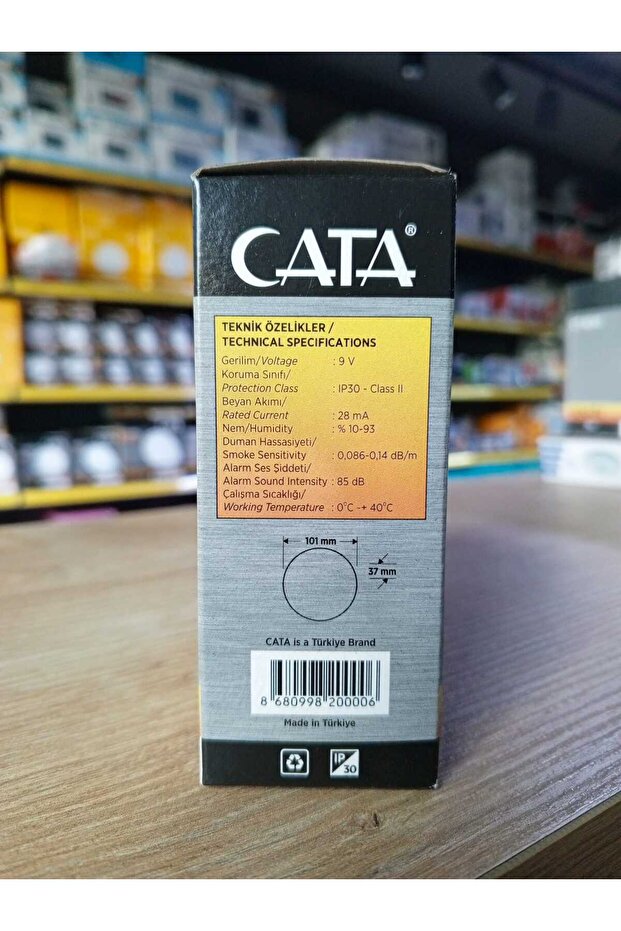 CATA®
TEKNİK ÖZELİKLER /
TECHNICAL SPECIFICATIONS
Gerilim/Voltage : 9 V
Koruma Sınıfı/
Protection Class : IP30 - Class II
Beyan Akımı/
Rated Current : 28 mA
Nem/Humidity : % 10-93
Duman Hassasiyeti/
Smoke Sensitivity : 0,086-0,14 dB/m
Alarm Ses Şiddeti/
Alarm Sound Intensity : 85 dB
Çalışma Sıcaklığı/
Working Temperature : 0°C -+ 40°C
101 mm
37 mm
CATA is a Türkiye Brand
8 680998 200006
Made in Türkiye
IP
30